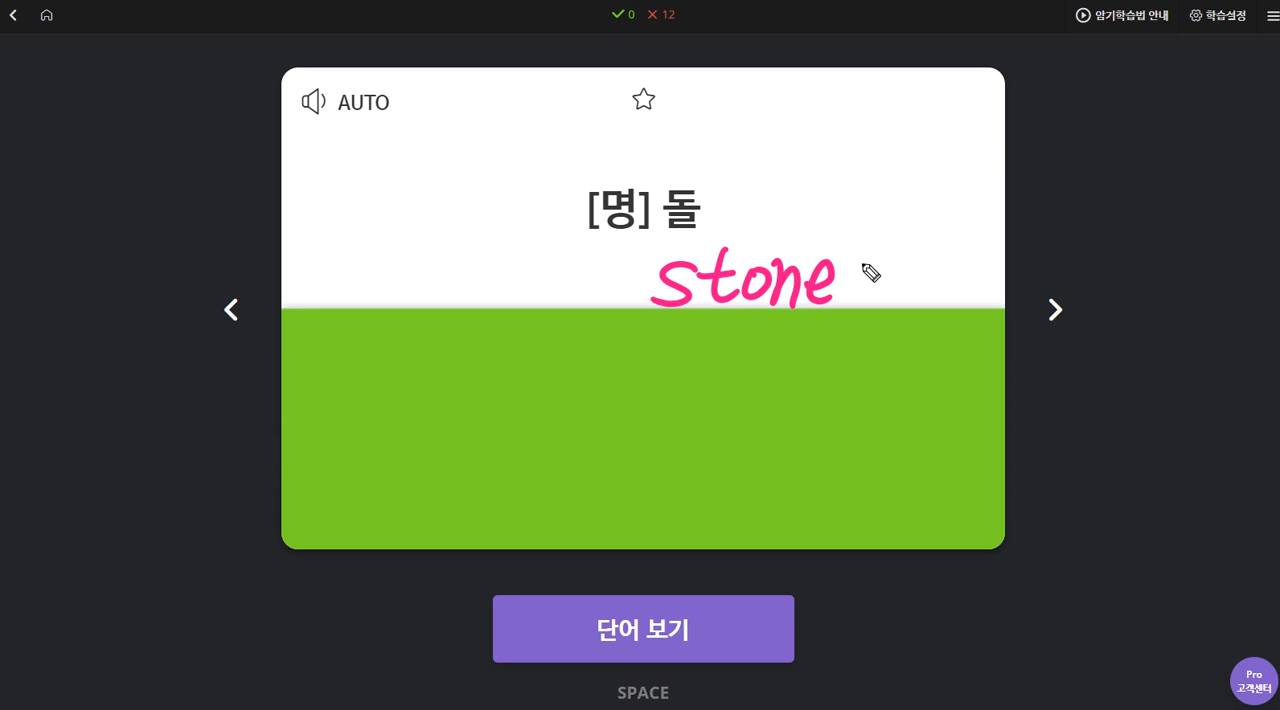 0 12 암기학습법 안내 학습설정
AUTO
[명] 돌
stone
단어 보기
SPACE
Pro
고객센터